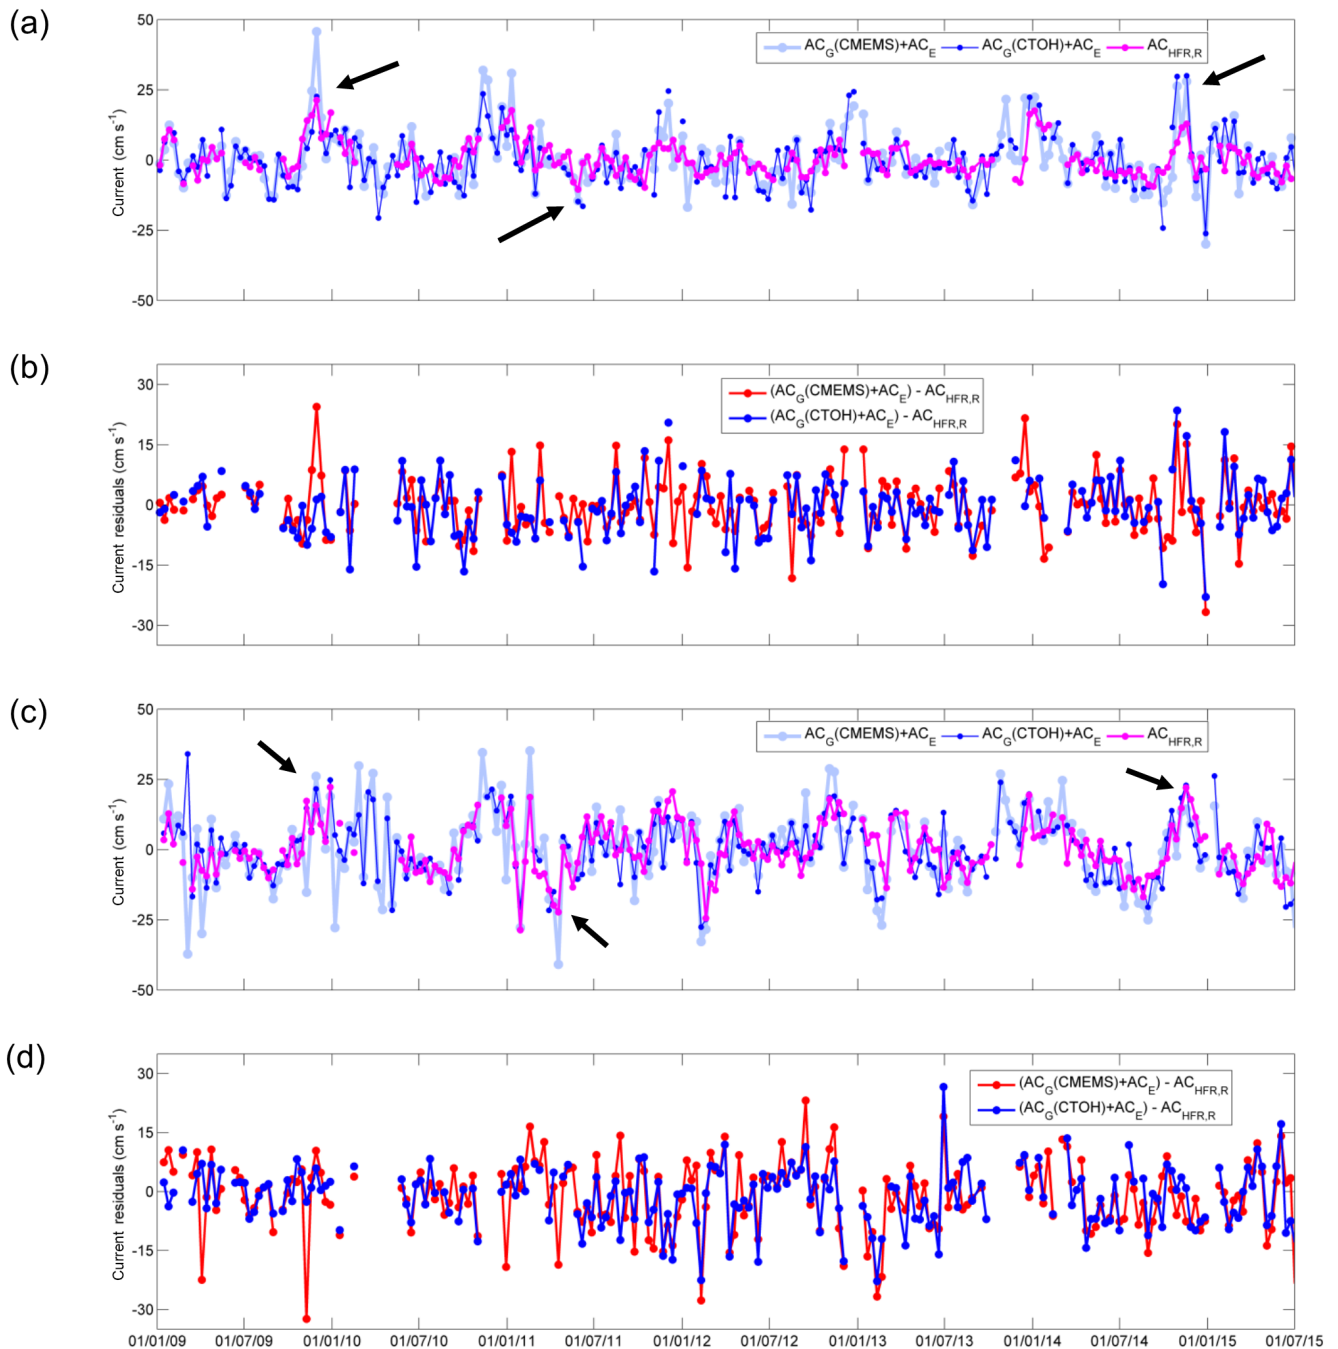 (a)
50
25
0
-25
-50
Current (cm s⁻¹)
AC_G(CMEMS)+AC_E AC_G(CTOH)+AC_E AC_HFR,R
(b)
30
15
0
-15
-30
Current residuals (cm s⁻¹)
(AC_G(CMEMS)+AC_E) - AC_HFR,R
(AC_G(CTOH)+AC_E) - AC_HFR,R
(c)
50
25
0
-25
-50
Current (cm s⁻¹)
AC_G(CMEMS)+AC_E AC_G(CTOH)+AC_E AC_HFR,R
(d)
30
15
0
-15
-30
Current residuals (cm s⁻¹)
(AC_G(CMEMS)+AC_E) - AC_HFR,R
(AC_G(CTOH)+AC_E) - AC_HFR,R
01/01/09 01/07/09 01/01/10 01/07/10 01/01/11 01/07/11 01/01/12 01/07/12 01/01/13 01/07/13 01/01/14 01/07/14 01/01/15 01/07/15